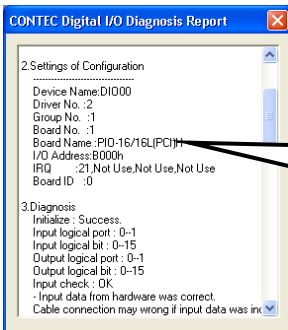 CONTEC Digital I/O Diagnosis Report
2.Settings of Configuration
----------------------------------
Device Name:DIO00
Driver No. :2
Group No. :1
Board No. :1
Board Name :PIO-16/16L(PCI)H
I/O Address:B000h
IRQ :21,Not Use,Not Use,Not Use
Board ID :0
3.Diagnosis
Initialize : Success.
Input logical port : 0--1
Input logical bit : 0--15
Output logical port : 0--1
Output logical bit : 0--15
Input check : OK
- Input data from hardware was correct.
Cable connection may wrong if input data was